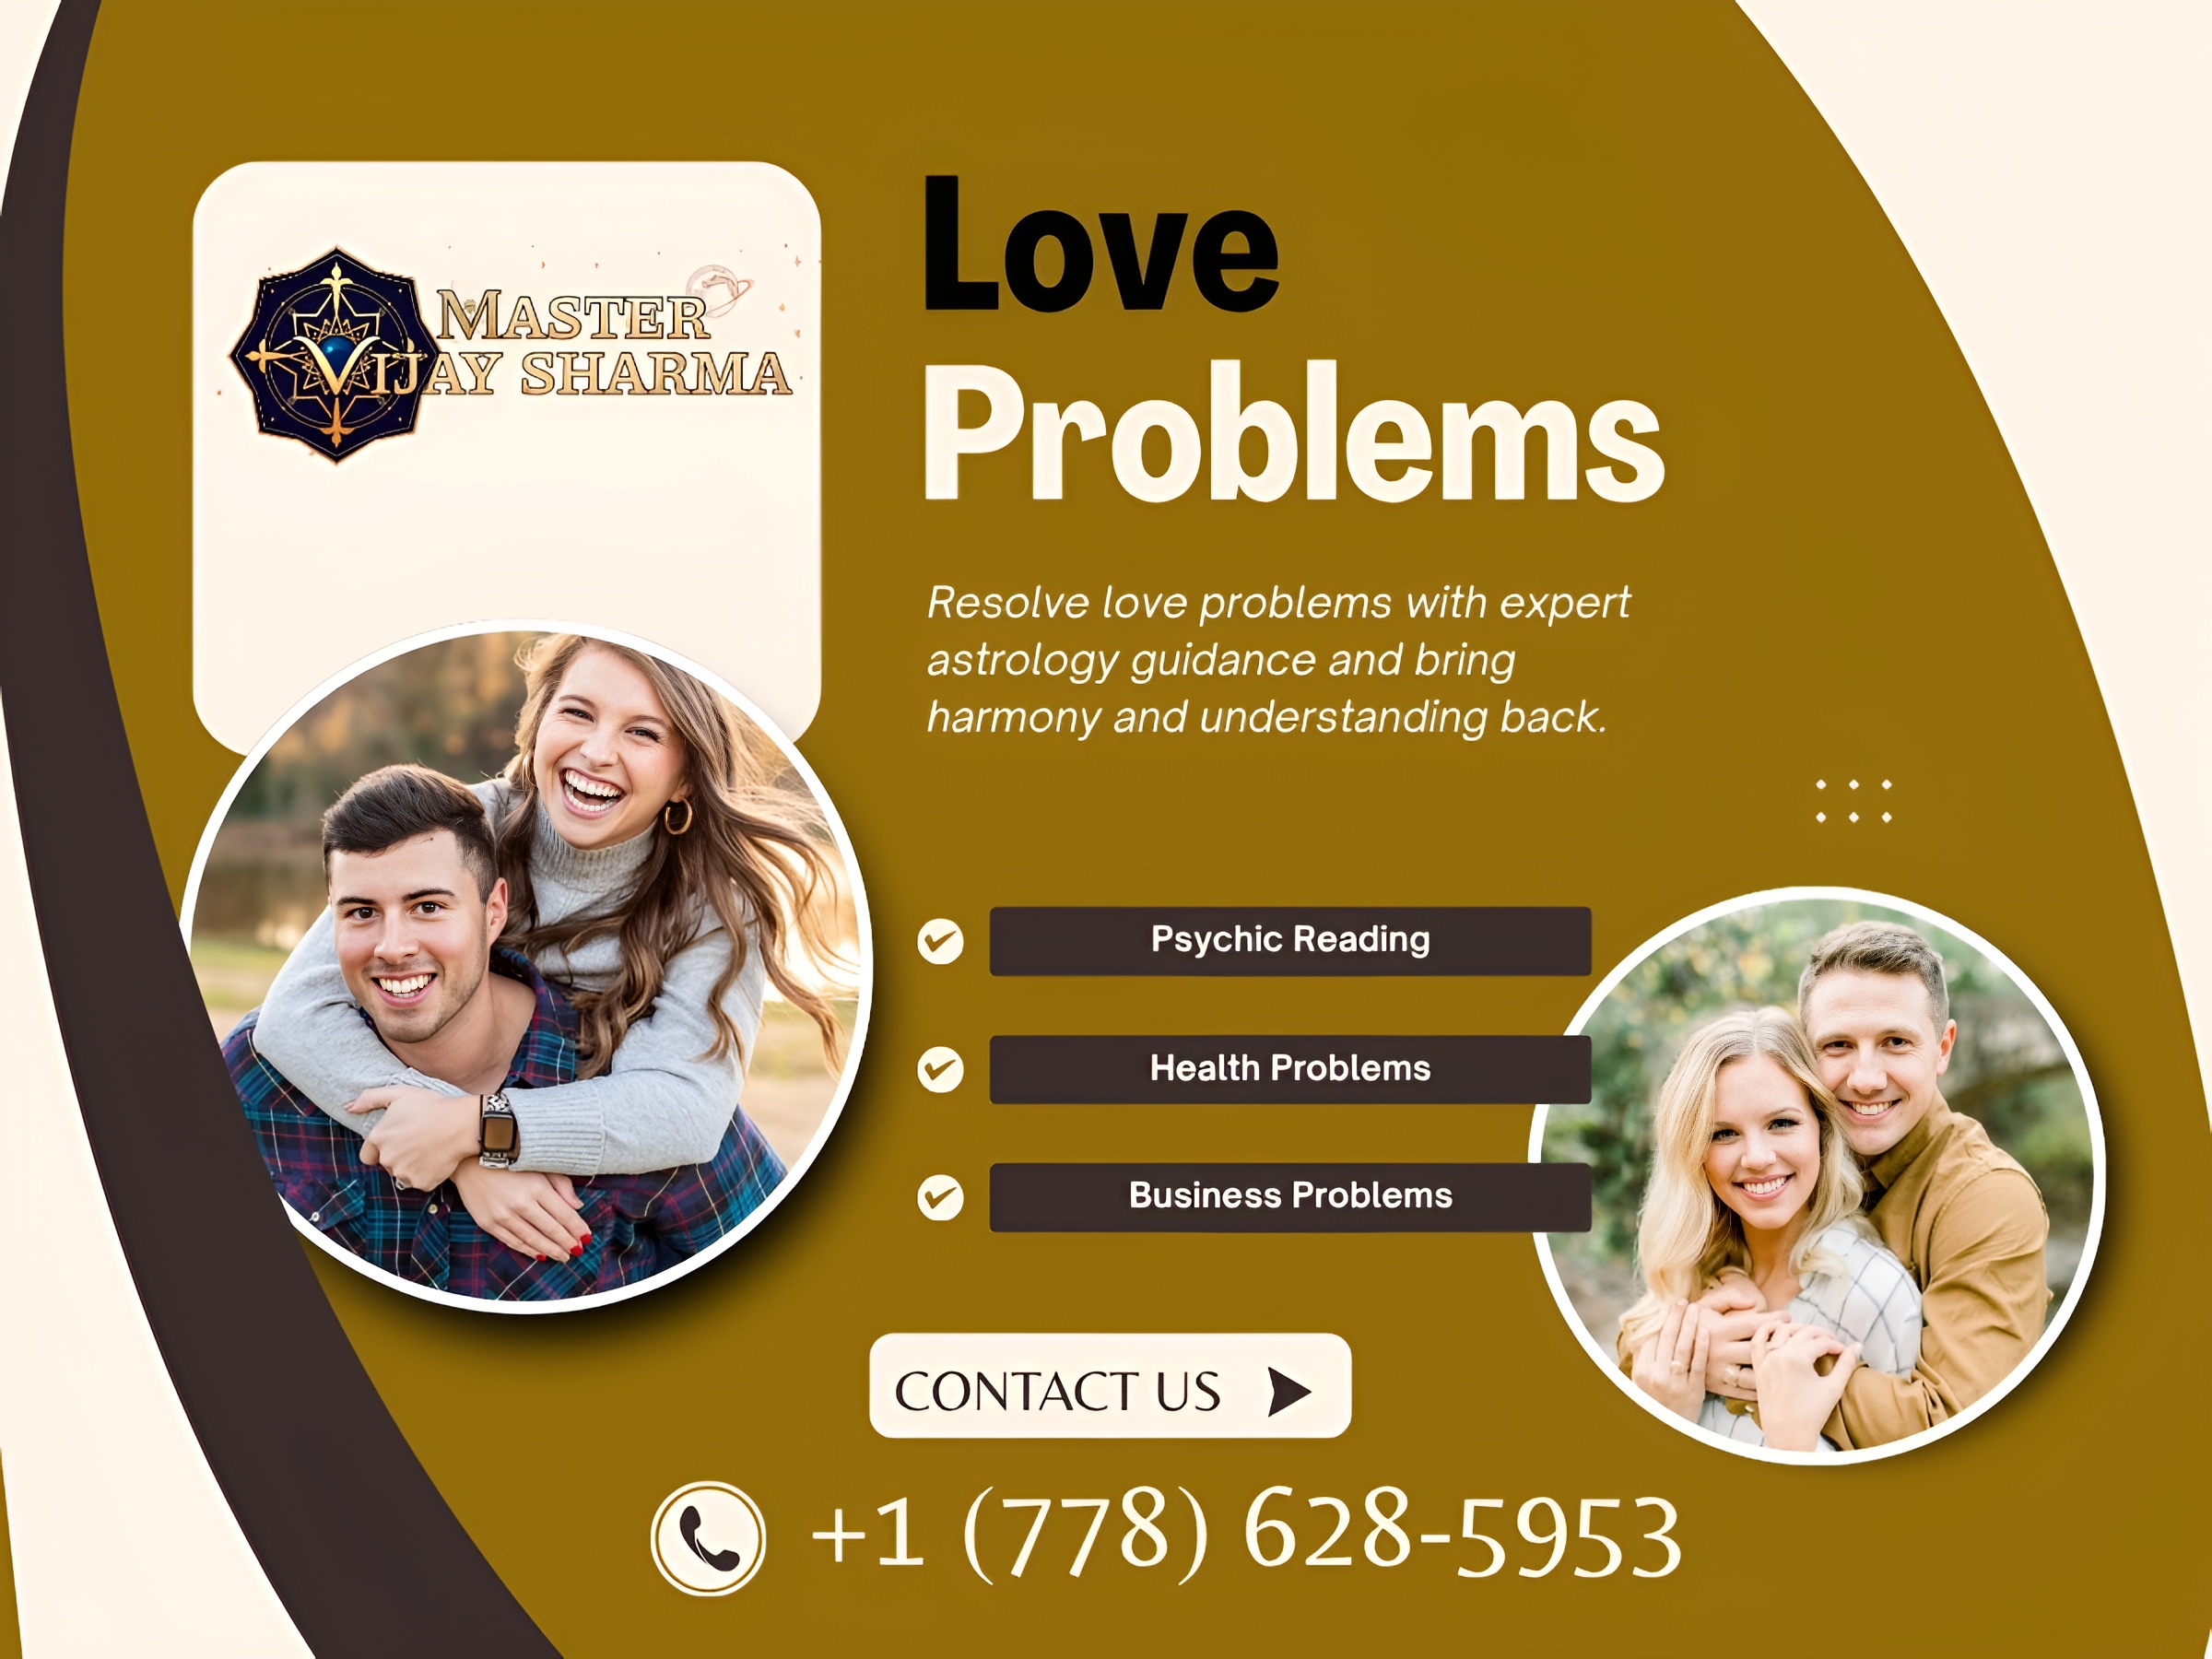 MASTER
VIJAY SHARMA
Love
Problems
Resolve love problems with expert
astrology guidance and bring
harmony and understanding back.
Psychic Reading
Health Problems
Business Problems
CONTACT US
+1 (778) 628-5953